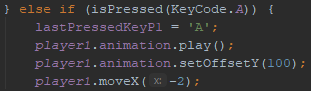 } else if (isPressed(KeyCode.A)) {
lastPressedKeyP1 = 'A';
player1.animation.play();
player1.animation.setOffsetY(100);
player1.moveX( x: -2);